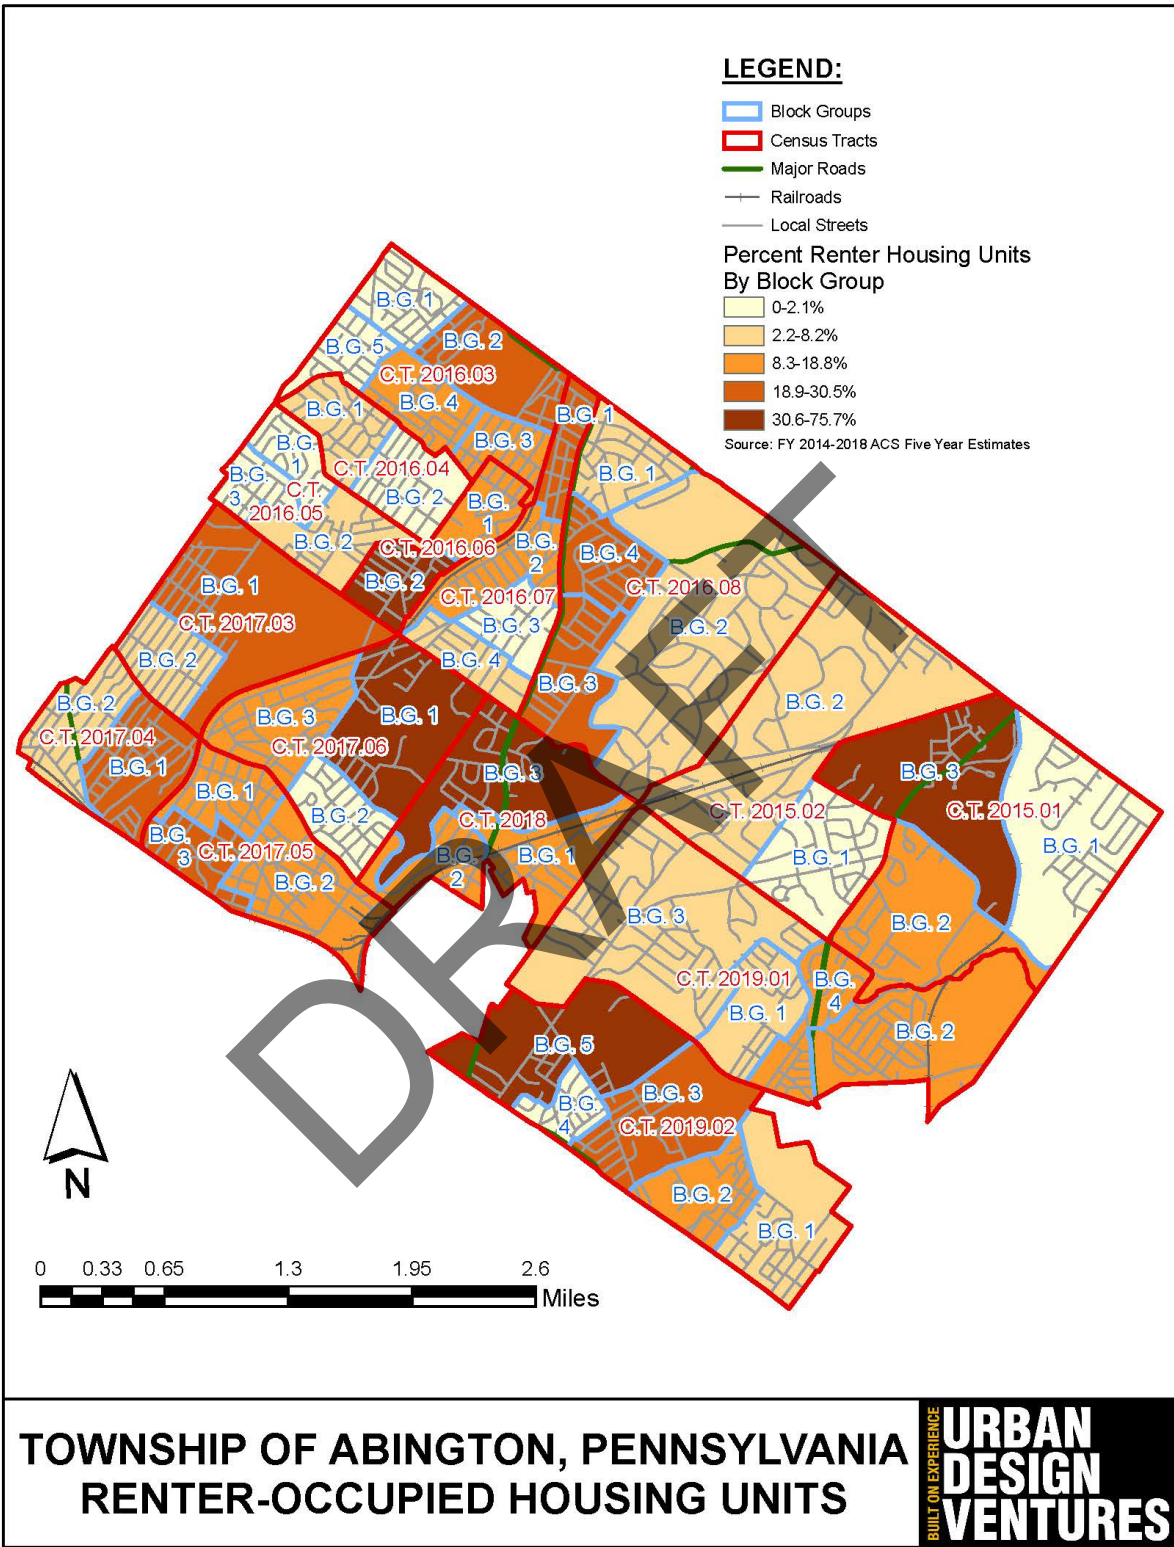 LEGEND:
Block Groups
Census Tracts
Major Roads
Railroads
Local Streets
Percent Renter Housing Units
By Block Group
0-2.1%
2.2-8.2%
8.3-18.8%
18.9-30.5%
30.6-75.7%
Source: FY 2014-2018 ACS Five Year Estimates
B.G. 1
B.G. 2
B.G. 5
C.T. 2016.03
B.G. 4
B.G. 1
B.G. 1
B.G. 3
B.G. 1
B.G.
1
C.T. 2016.04
B.G.
3
C.T.
2016.05
B.G. 2
B.G.
1
B.G. 2
C.T. 2016.06
B.G.
2
B.G. 4
B.G. 2
B.G. 1
C.T. 2016.07
C.T. 2016.08
C.T. 2017.03
B.G. 3
B.G. 2
B.G. 2
B.G. 4
B.G. 3
B.G. 2
B.G. 2
B.G. 3
B.G. 1
C.T. 2017.04
C.T. 2017.06
B.G. 1
B.G. 3
B.G. 3
B.G. 1
B.G. 2
C.T. 2018
C.T. 2015.02
C.T. 2015.01
B.G.
3
C.T. 2017.05
B.G. 2
B.G.
2
B.G. 1
B.G. 1
B.G. 1
B.G. 3
B.G. 2
C.T. 2019.01
B.G. 1
B.G.
4
B.G. 2
B.G. 5
B.G. 3
B.G.
4
C.T. 2019.02
B.G. 2
B.G. 1
DRAFT
N
0 0.33 0.65 1.3 1.95 2.6
Miles
TOWNSHIP OF ABINGTON, PENNSYLVANIA
RENTER-OCCUPIED HOUSING UNITS
BUILT ON EXPERIENCE
URBAN
DESIGN
VENTURES